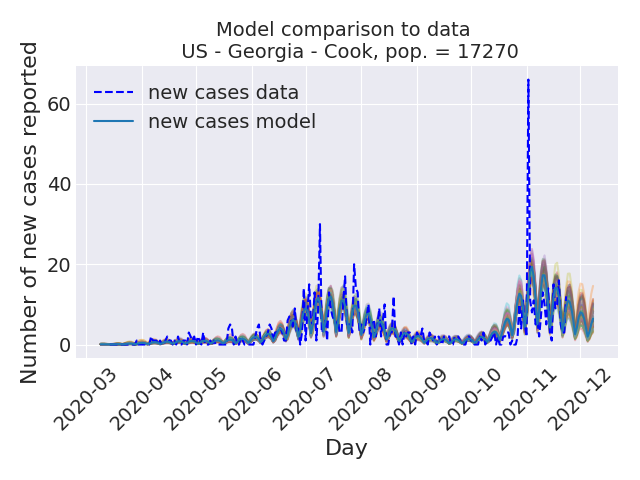 Model comparison to data
US - Georgia - Cook, pop. = 17270
Number of new cases reported
60
40
20
0
new cases data
new cases model
2020-03
2020-04
2020-05
2020-06
2020-07
2020-08
2020-09
2020-10
2020-11
2020-12
Day